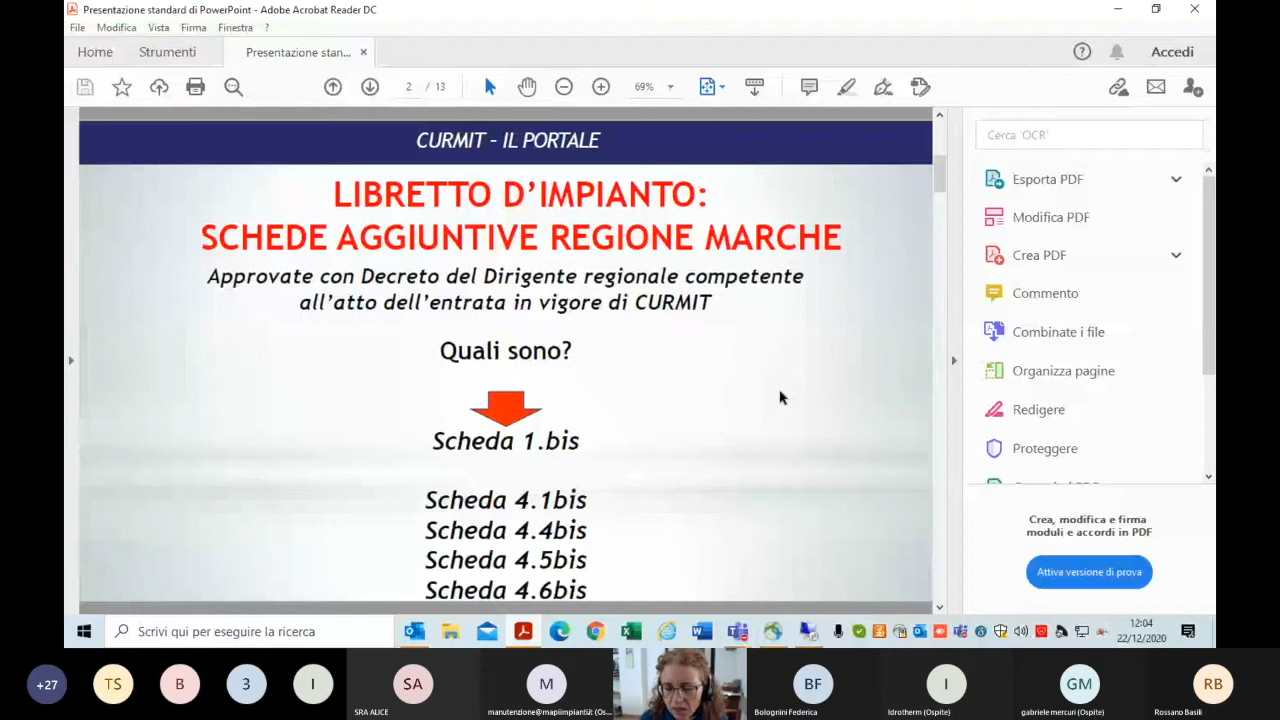 Presentazione standard di PowerPoint - Adobe Acrobat Reader DC
File Modifica Vista Firma Finestra ?
Home Strumenti Presentazione stan... × Accedi
2 / 13 69%
CURMIT - IL PORTALE
LIBRETTO D'IMPIANTO:
SCHEDE AGGIUNTIVE REGIONE MARCHE
Approvate con Decreto del Dirigente regionale competente
all'atto dell'entrata in vigore di CURMIT
Quali sono?
Scheda 1.bis
Scheda 4.1bis
Scheda 4.4bis
Scheda 4.5bis
Scheda 4.6bis
Cerca 'OCR'
Esporta PDF
Modifica PDF
Crea PDF
Commento
Combinate i file
Organizza pagine
Redigere
Proteggere
Crea, modifica e firma
moduli e accordi in PDF
Attiva versione di prova
Scrivi qui per eseguire la ricerca
12:04
22/12/2020
+27 TS B 3 I SA M BF I GM RB
SRA ALICE manutenzione@mapiimpianti.it (Os... Bolognini Federica Idrotherm (Ospite) gabriele mercuri (Ospite) Rossano Basili